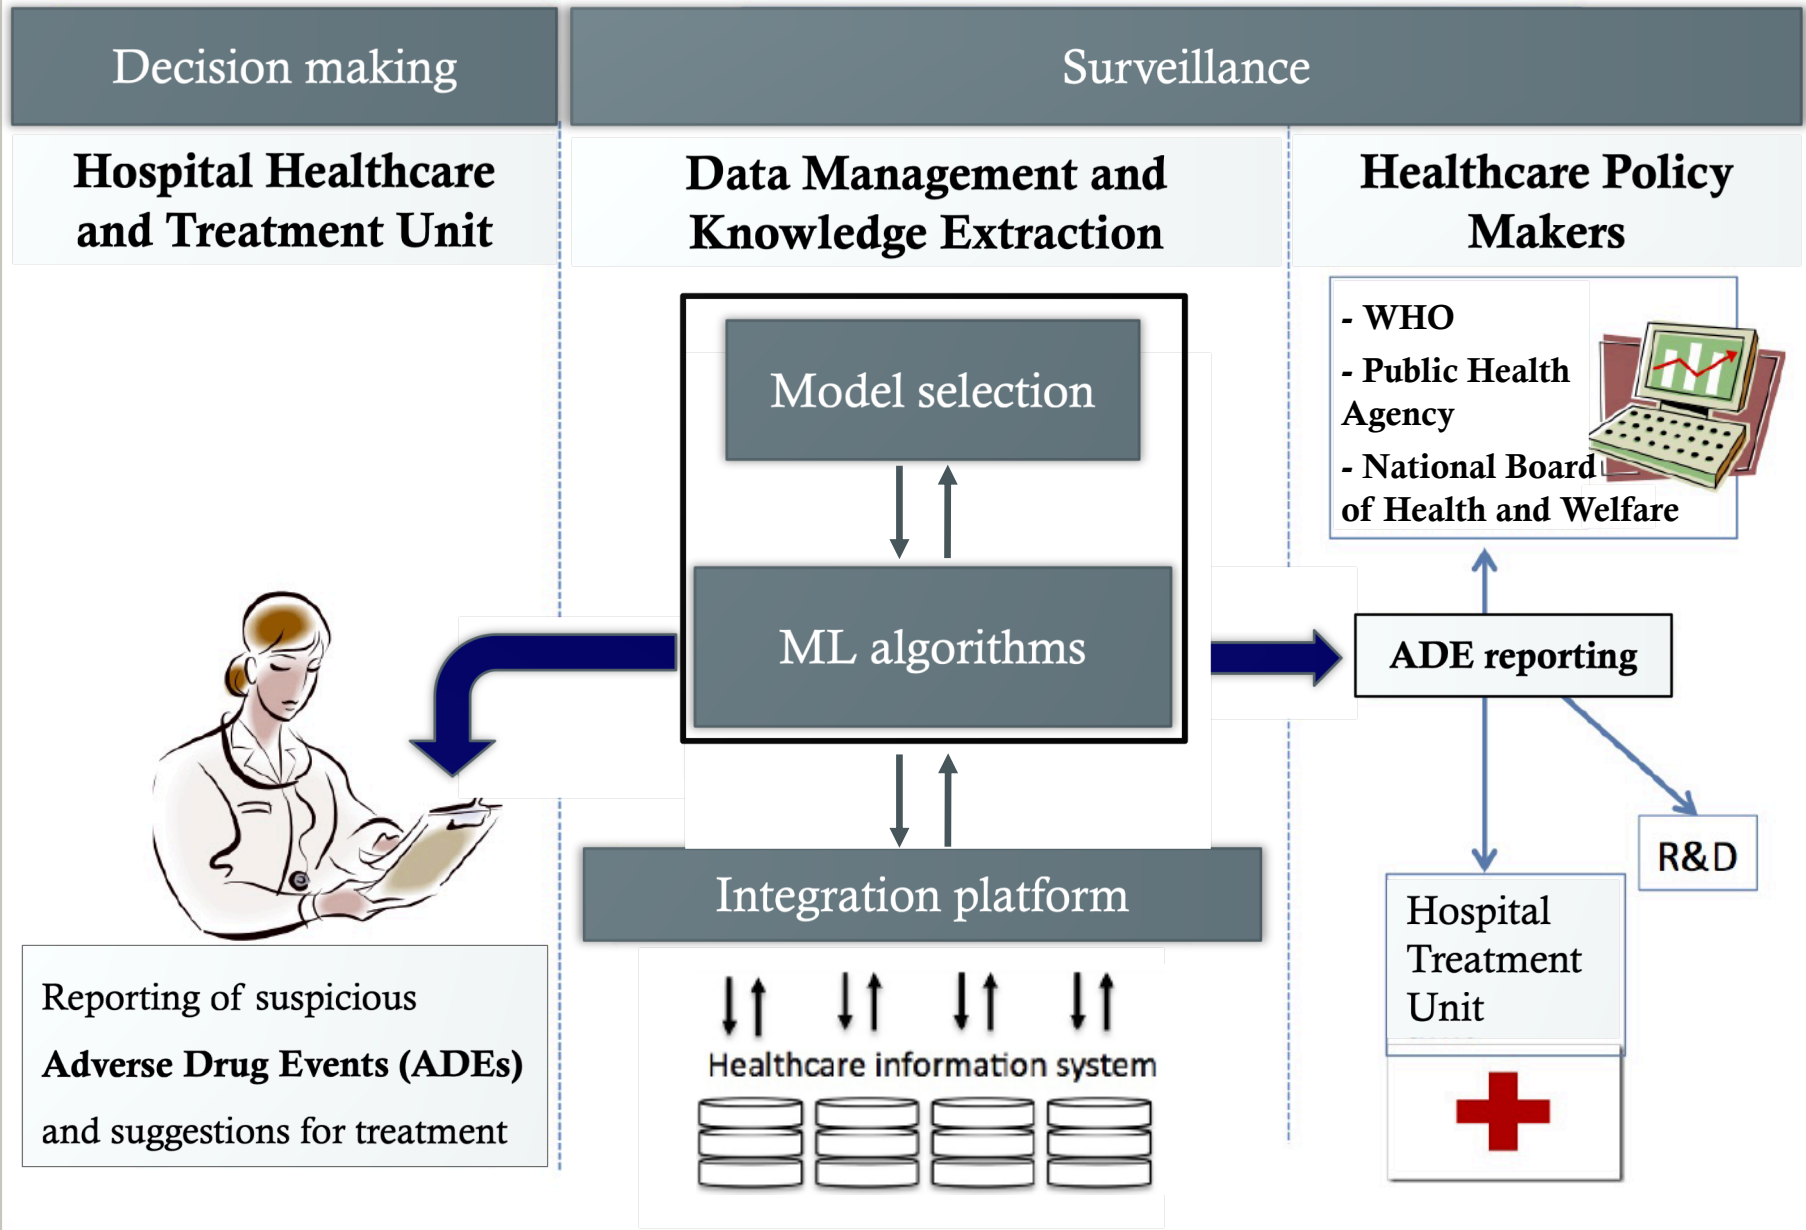 Decision making
Surveillance
Hospital Healthcare
and Treatment Unit
Data Management and
Knowledge Extraction
Healthcare Policy
Makers
Model selection
ML algorithms
Integration platform
Healthcare information system
Reporting of suspicious
Adverse Drug Events (ADEs)
and suggestions for treatment
- WHO
- Public Health
Agency
- National Board
of Health and Welfare
ADE reporting
R&D
Hospital
Treatment
Unit